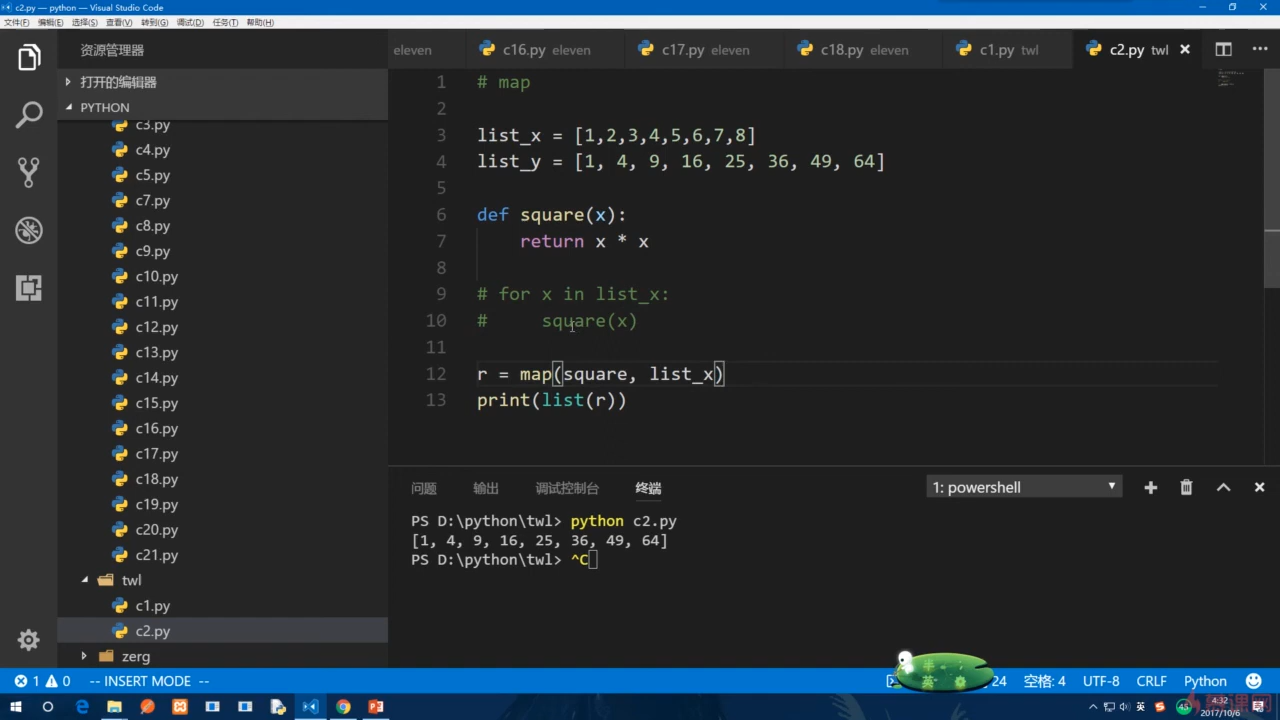 c2.py — python — Visual Studio Code
文件(F) 编辑(E) 选择(S) 查看(V) 转到(G) 调试(D) 任务(T) 帮助(H)
资源管理器
打开的编辑器
PYTHON
c3.py
c4.py
c5.py
c7.py
c8.py
c9.py
c10.py
c11.py
c12.py
c13.py
c14.py
c15.py
c16.py
c17.py
c18.py
c19.py
c20.py
c21.py
twl
c1.py
c2.py
zerg
eleven c16.py eleven c17.py eleven c18.py eleven c1.py twl c2.py twl
1 # map
2
3 list_x = [1,2,3,4,5,6,7,8]
4 list_y = [1, 4, 9, 16, 25, 36, 49, 64]
5
6 def square(x):
7 return x * x
8
9 # for x in list_x:
10 # square(x)
11
12 r = map(square, list_x)
13 print(list(r))
问题 输出 调试控制台 终端 1: powershell
PS D:\python\twl> python c2.py
[1, 4, 9, 16, 25, 36, 49, 64]
PS D:\python\twl> ^C
1 0 -- INSERT MODE -- 24 空格: 4 UTF-8 CRLF Python
半
英
45 英 4:32
2017/10/6
慕课网